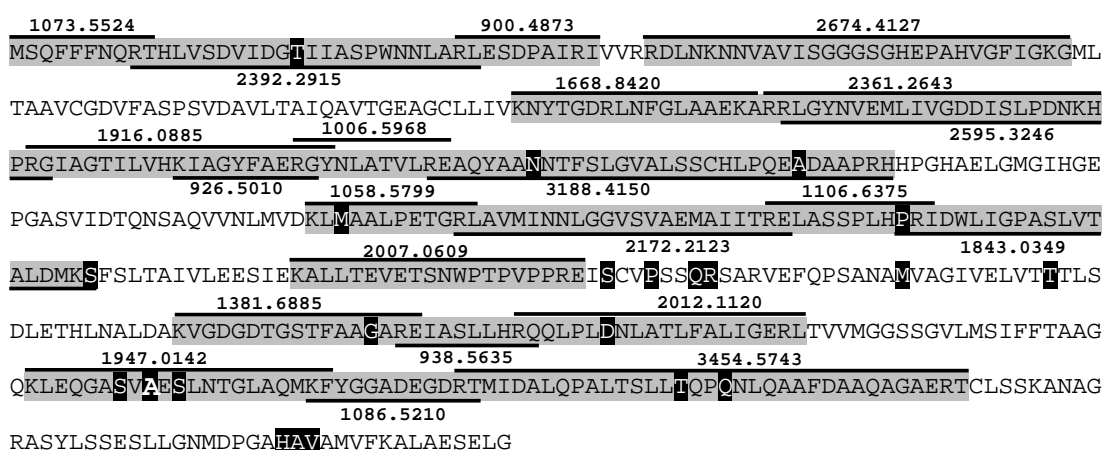 1073.5524 900.4873 2674.4127
MSQFFFNQRTHLVSDVIDGTIIASPWNNLARLESDPAIRIVVRRDLNKNNVAVISGGGSGHEPAHVGFIGKGML
2392.2915 1668.8420 2361.2643
TAAVCGDVFASPSVDAVLTAIQAVTGEAGCLLIVKNYTGDRLNFGLAAEKARRLGYNVEMLIVGDDISLPDNKH
1916.0885 1006.5968 2595.3246
PRGIAGTILVHKIAGYFAERGYNLATVLREAQYAANNTFSLGVALSSCHLPQEADAAPRHHPGHAELGMGIHGE
926.5010 1058.5799 3188.4150 1106.6375
PGASVIDTQNSAQVVNLMVDKLMAALPETGRLAVMINNLGGVSVAEMAIITRELASSPLHPRIDWLIGPASLVT
2007.0609 2172.2123 1843.0349
ALDMKSFSLTAIVLEESIEKALLTEVETSNWPTPVPPREISCVPSSQRSARVEFQPSANAMVAGIVELVTTTLS
1381.6885 2012.1120
DLETHLNALDAKVGDGDTGSTFAAGAREIASLLHRQQLPLDNLATLFALIGERLTVVMGGSSGVLMSIFFTAAG
1947.0142 938.5635 3454.5743
QKLEQGASVAESLNTGLAQMKFYGGADEGDRTMIDALQPALTSLLTQPQNLQAAFDAAQAGAERTCLSSKANAG
1086.5210
RASYLSSESLLGNMDPGAHAVAMVFKALAESELG